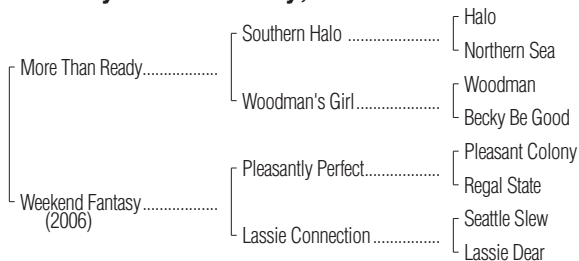 Halo
Southern Halo
Northern Sea
More Than Ready
Woodman
Woodman's Girl
Becky Be Good
Pleasant Colony
Pleasantly Perfect
Regal State
Weekend Fantasy
(2006)
Seattle Slew
Lassie Connection
Lassie Dear